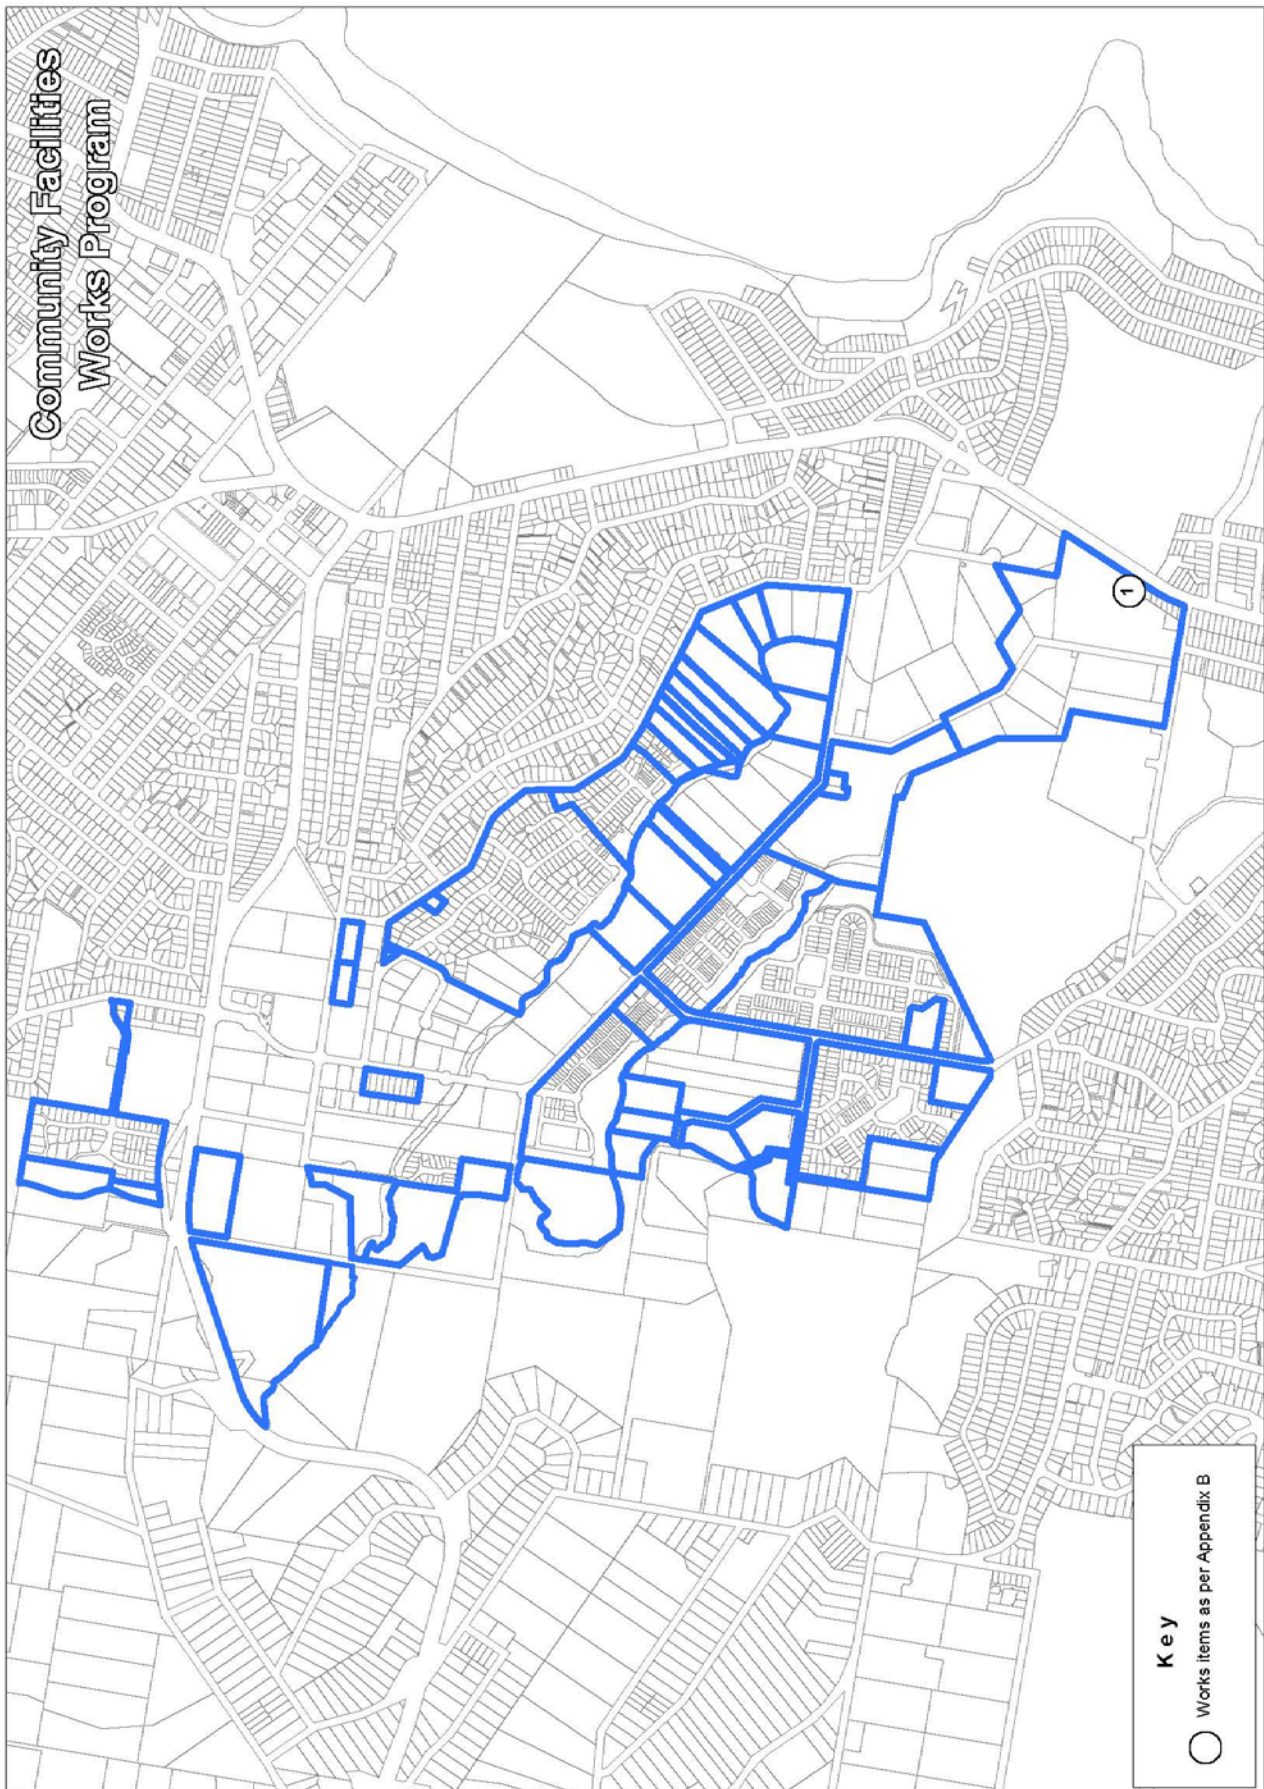 Community Facilities
Works Program
1
Key
Works items as per Appendix B